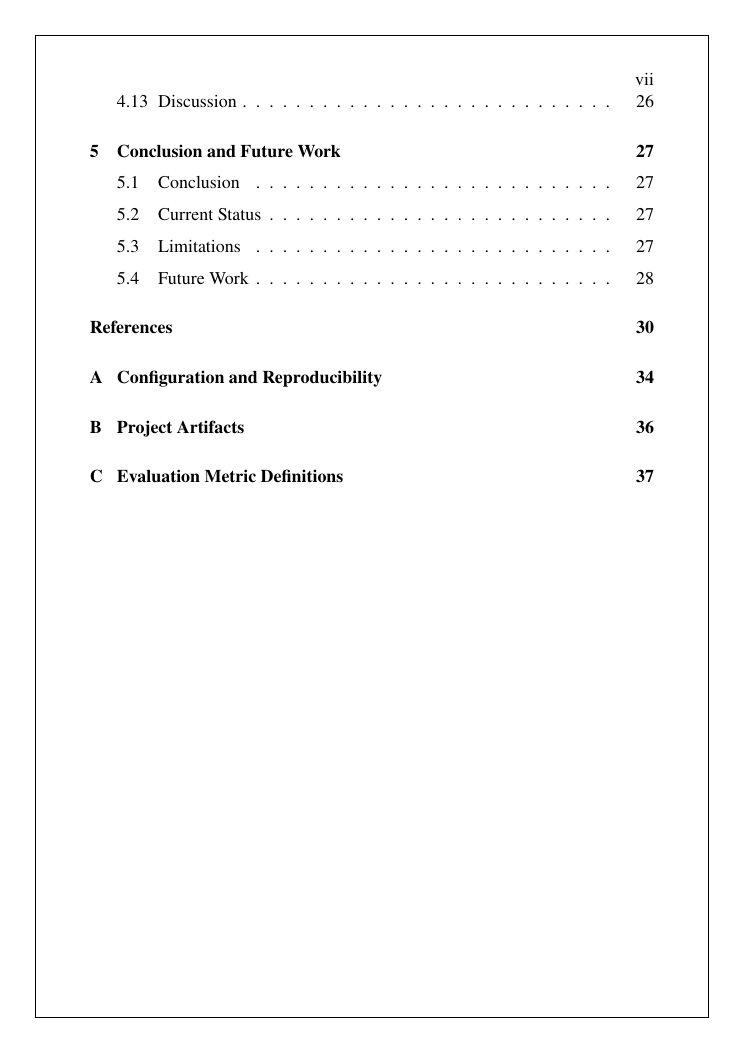 vii
4.13 Discussion . . . . . . . . . . . . . . . . . . . . . . . . . . . . 26
5 Conclusion and Future Work 27
5.1 Conclusion . . . . . . . . . . . . . . . . . . . . . . . . . . . 27
5.2 Current Status . . . . . . . . . . . . . . . . . . . . . . . . . . 27
5.3 Limitations . . . . . . . . . . . . . . . . . . . . . . . . . . . 27
5.4 Future Work . . . . . . . . . . . . . . . . . . . . . . . . . . . 28
References 30
A Configuration and Reproducibility 34
B Project Artifacts 36
C Evaluation Metric Definitions 37